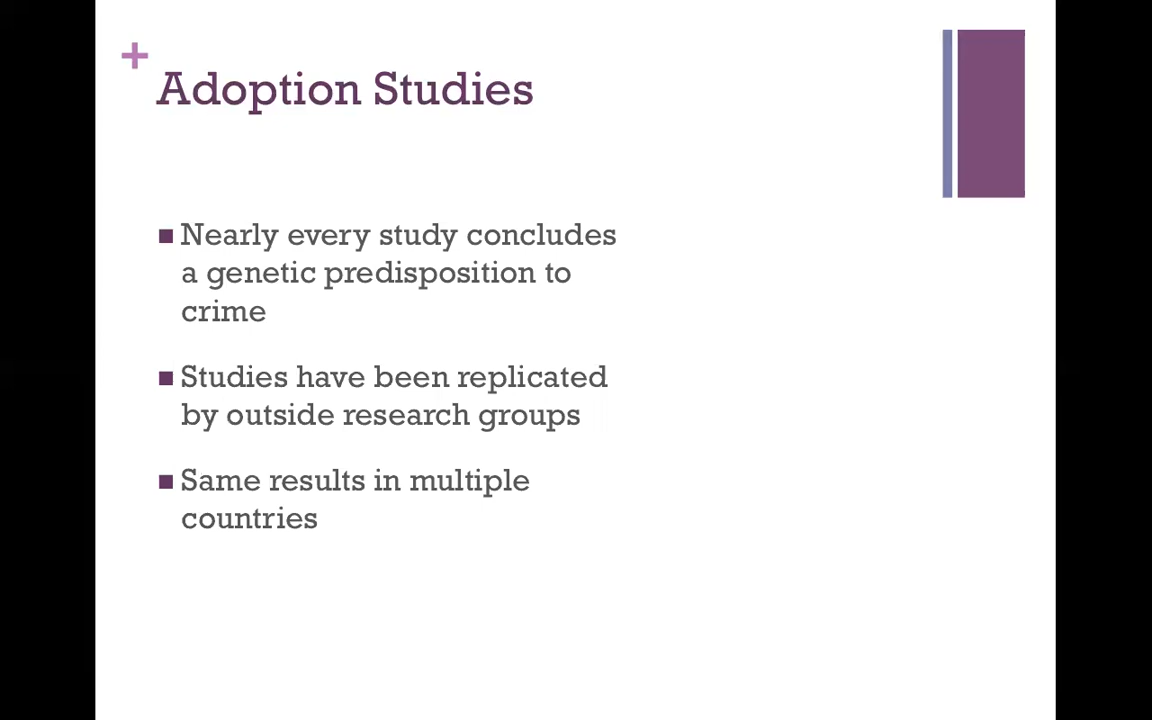 +
Adoption Studies
■ Nearly every study concludes
a genetic predisposition to
crime
■ Studies have been replicated
by outside research groups
■ Same results in multiple
countries